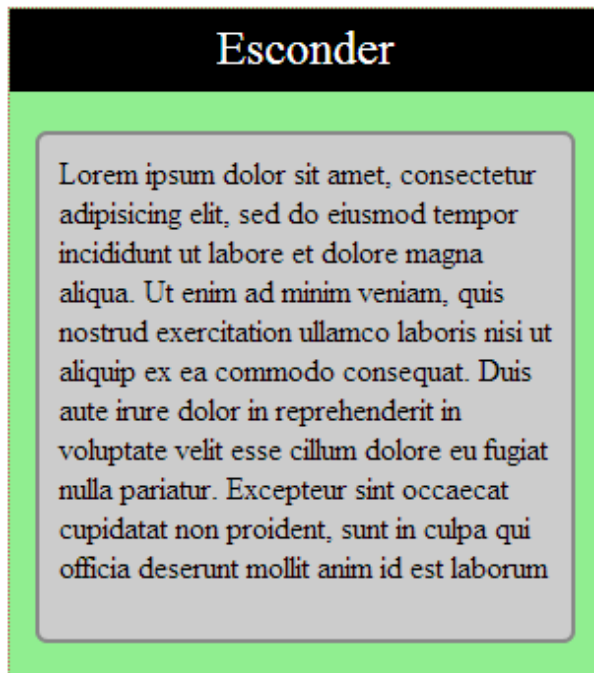 Esconder
Lorem ipsum dolor sit amet, consectetur
adipisicing elit, sed do eiusmod tempor
incididunt ut labore et dolore magna
aliqua. Ut enim ad minim veniam, quis
nostrud exercitation ullamco laboris nisi ut
aliquip ex ea commodo consequat. Duis
aute irure dolor in reprehenderit in
voluptate velit esse cillum dolore eu fugiat
nulla pariatur. Excepteur sint occaecat
cupidatat non proident, sunt in culpa qui
officia deserunt mollit anim id est laborum